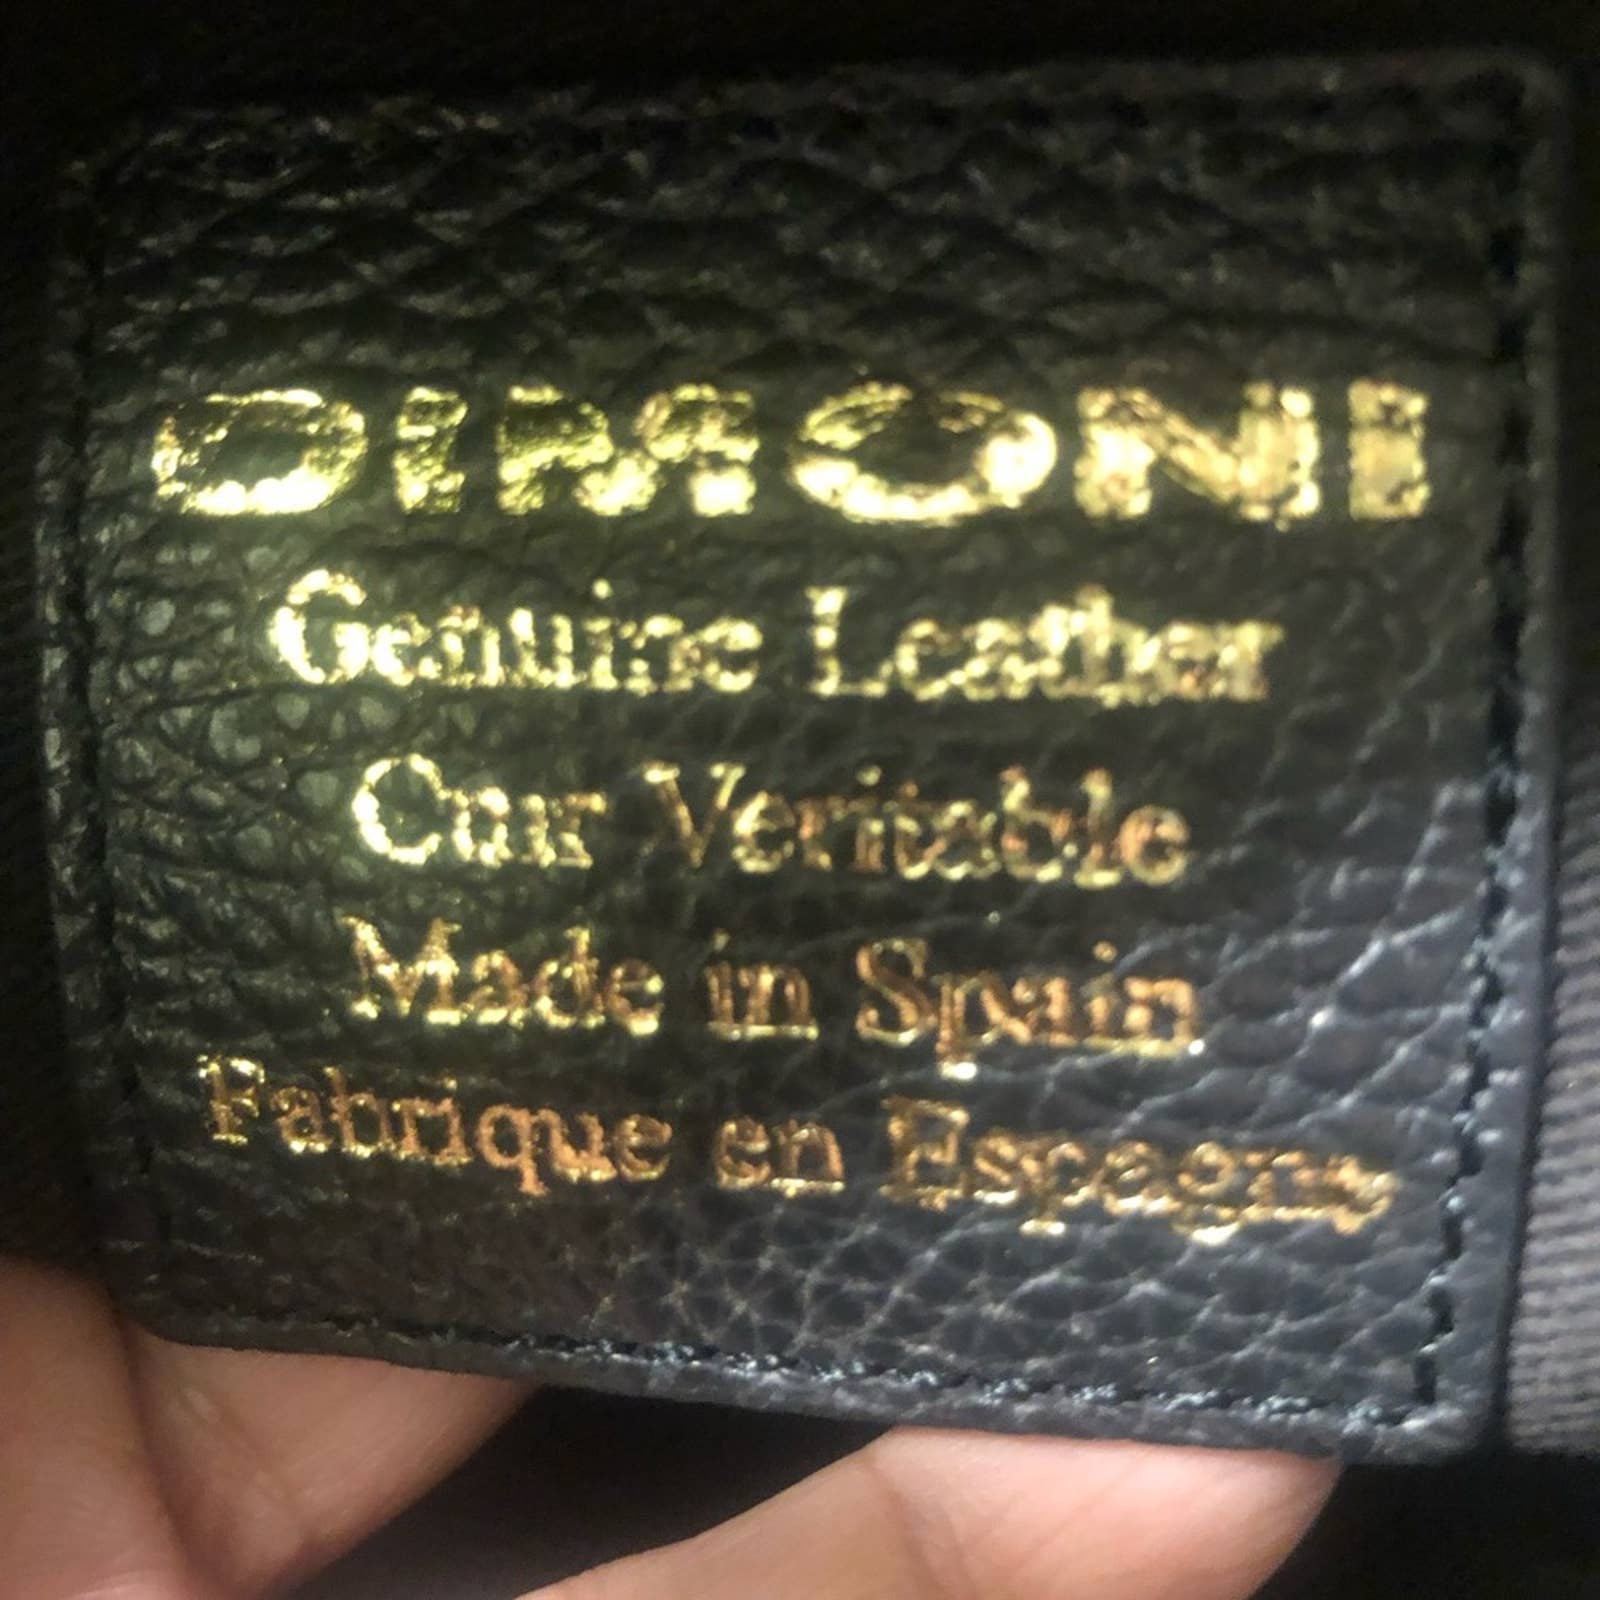 DIMONI
Genuine Leather
Cuir Veritable
Made in Spain
Fabrique en Espagne